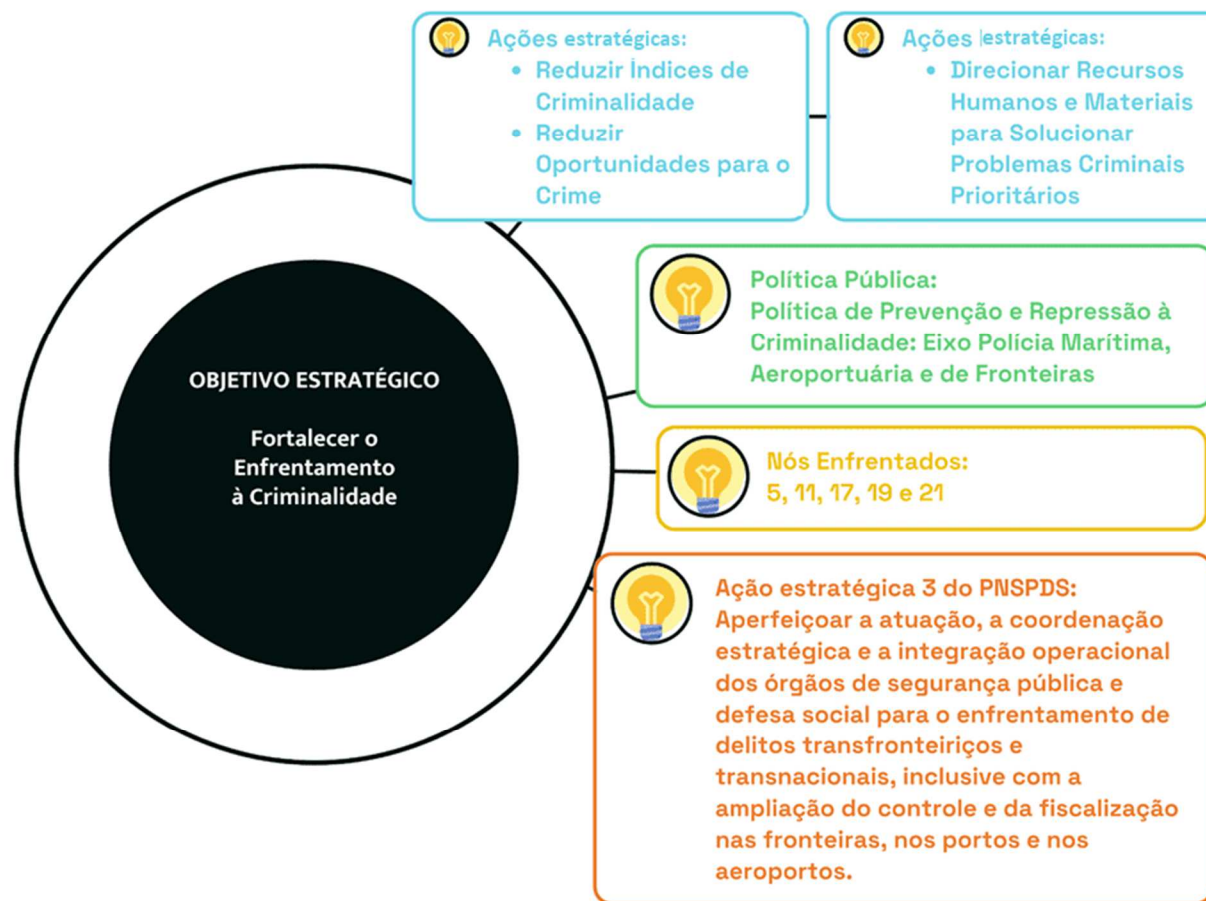 Ações estratégicas:
• Reduzir Índices de
Criminalidade
• Reduzir
Oportunidades para o
Crime
Ações estratégicas:
• Direcionar Recursos
Humanos e Materiais
para Solucionar
Problemas Criminais
Prioritários
Política Pública:
Política de Prevenção e Repressão à
Criminalidade: Eixo Polícia Marítima,
Aeroportuária e de Fronteiras
OBJETIVO ESTRATÉGICO
Fortalecer o
Enfrentamento
à Criminalidade
Nós Enfrentados:
5, 11, 17, 19 e 21
Ação estratégica 3 do PNSPDS:
Aperfeiçoar a atuação, a coordenação
estratégica e a integração operacional
dos órgãos de segurança pública e
defesa social para o enfrentamento de
delitos transfronteiriços e
transnacionais, inclusive com a
ampliação do controle e da fiscalização
nas fronteiras, nos portos e nos
aeroportos.